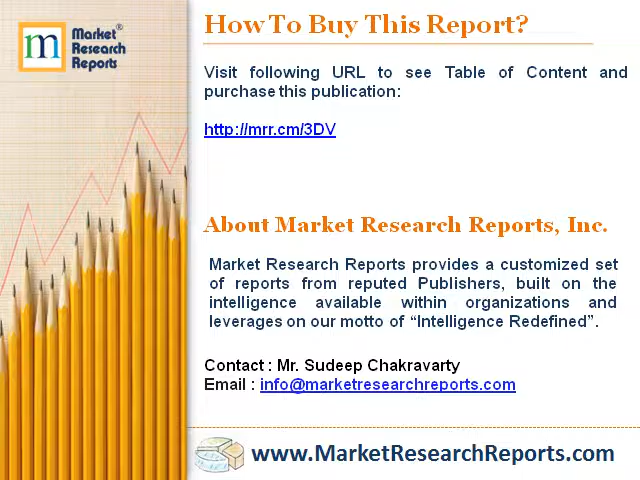 m
Market®
Research
Reports
How To Buy This Report?
Visit following URL to see Table of Content and
purchase this publication:
http://mrr.cm/3DV
About Market Research Reports, Inc.
Market Research Reports provides a customized set
of reports from reputed Publishers, built on the
intelligence available within organizations and
leverages on our motto of “Intelligence Redefined”.
Contact : Mr. Sudeep Chakravarty
Email : info@marketresearchreports.com
www.MarketResearchReports.com